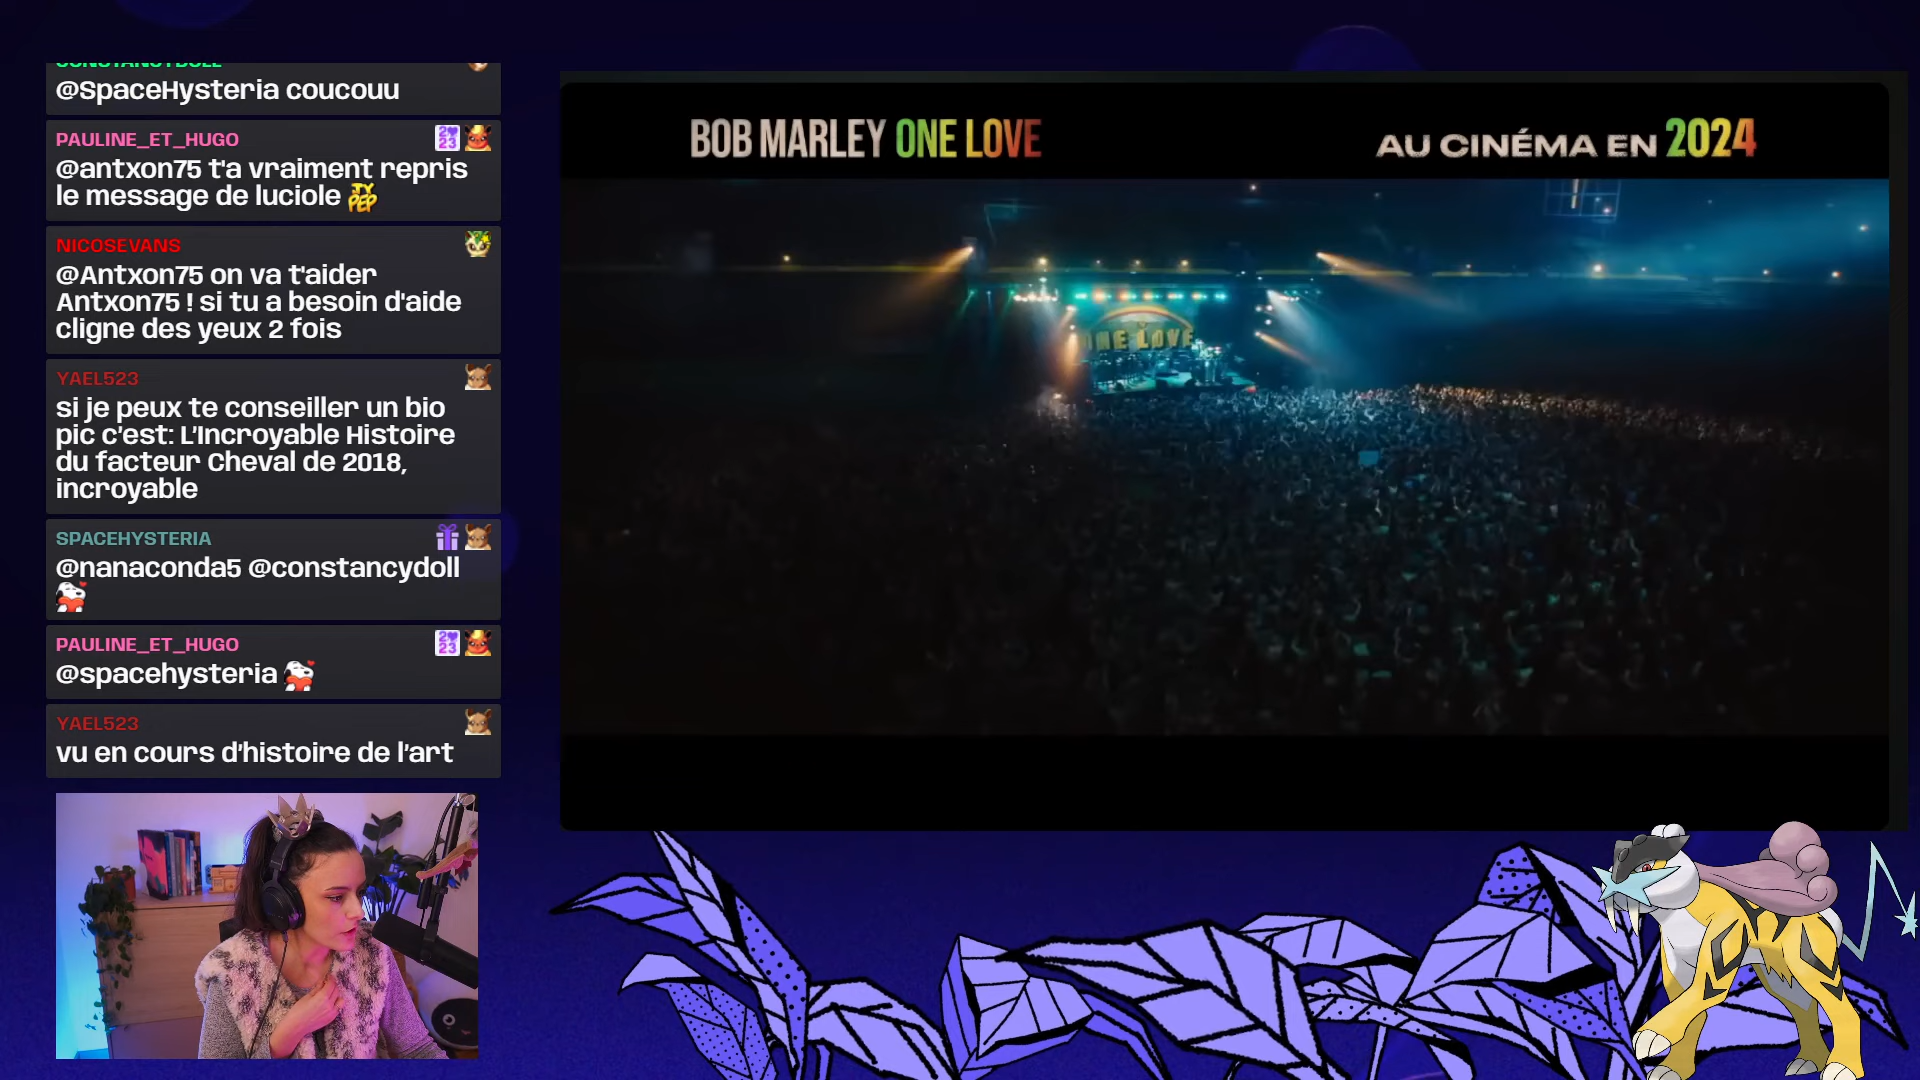 CONSTANCYDOLL
@SpaceHysteria coucouu
PAULINE_ET_HUGO
@antxon75 t'a vraiment repris
le message de luciole
NICOSEVANS
@Antxon75 on va t'aider
Antxon75 ! si tu a besoin d'aide
cligne des yeux 2 fois
YAEL523
si je peux te conseiller un bio
pic c'est: L'Incroyable Histoire
du facteur Cheval de 2018,
incroyable
SPACEHYSTERIA
@nanaconda5 @constancydoll
PAULINE_ET_HUGO
@spacehysteria
YAEL523
vu en cours d'histoire de l'art
BOB MARLEY ONE LOVE
AU CINÉMA EN 2024
ONE LOVE